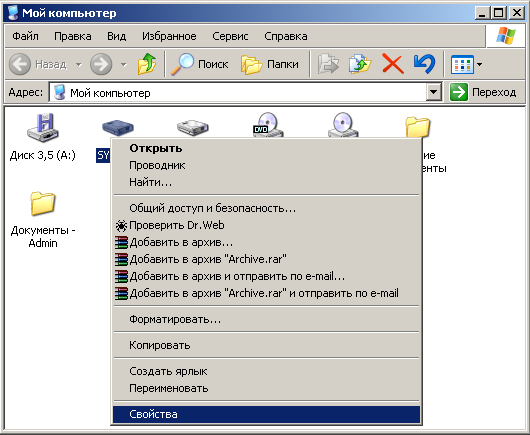 Мой компьютер
Файл Правка Вид Избранное Сервис Справка
Назад Поиск Папки
Адрес: Мой компьютер Переход
DVD
Диск 3,5 (A:) SY
Документы - Admin
Открыть
Проводник
Найти...
Общий доступ и безопасность...
Проверить Dr.Web
Добавить в архив...
Добавить в архив "Archive.rar"
Добавить в архив и отправить по e-mail...
Добавить в архив "Archive.rar" и отправить по e-mail
Форматировать...
Копировать
Создать ярлык
Переименовать
Свойства